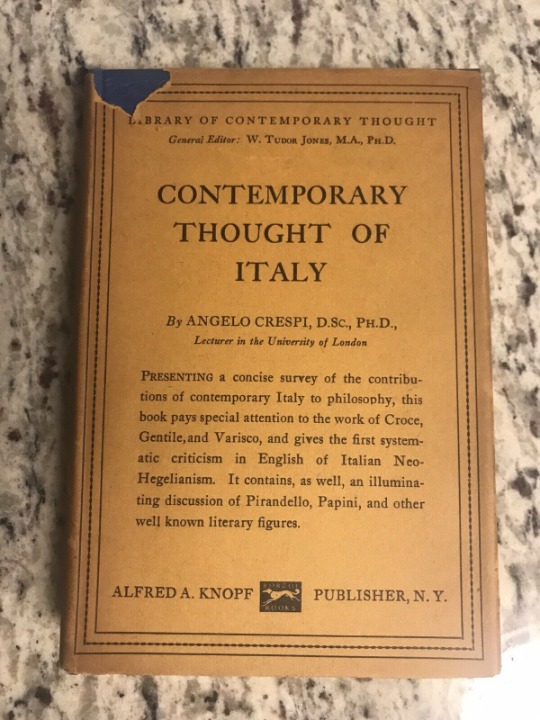 LIBRARY OF CONTEMPORARY THOUGHT
General Editor: W. TUDOR JONES, M.A., PH.D.
CONTEMPORARY
THOUGHT OF
ITALY
By ANGELO CRESPI, D.SC., PH.D.,
Lecturer in the University of London
PRESENTING a concise survey of the contribu-
tions of contemporary Italy to philosophy, this
book pays special attention to the work of Croce,
Gentile, and Varisco, and gives the first system-
atic criticism in English of Italian Neo-
Hegelianism. It contains, as well, an illumina-
ting discussion of Pirandello, Papini, and other
well known literary figures.
ALFRED A. KNOPF BORZOI BOOKS PUBLISHER, N.Y.